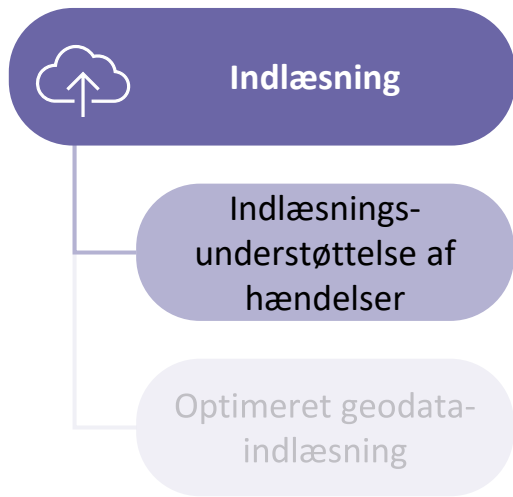 Indlæsning
Indlæsnings-
understøttelse af
hændelser
Optimeret geodata-
indlæsning